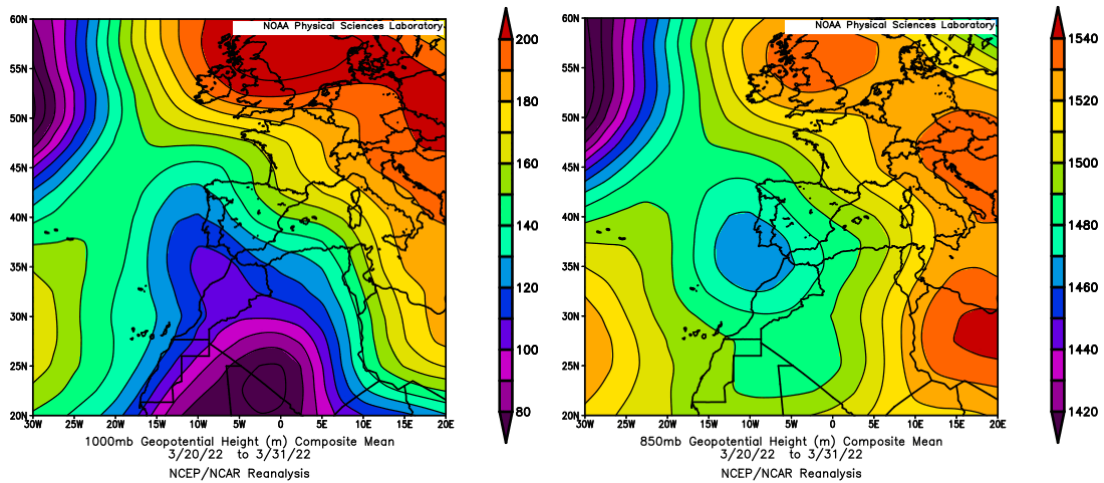 NOAA Physical Sciences Laboratory
60N
55N
50N
45N
40N
35N
30N
25N
20N
30W 25W 20W 15W 10W 5W 0 5E 10E 15E 20E
200
180
160
140
120
100
80
1000mb Geopotential Height (m) Composite Mean
3/20/22 to 3/31/22
NCEP/NCAR Reanalysis
NOAA Physical Sciences Laboratory
60N
55N
50N
45N
40N
35N
30N
25N
20N
30W 25W 20W 15W 10W 5W 0 5E 10E 15E 20E
1540
1520
1500
1480
1460
1440
1420
850mb Geopotential Height (m) Composite Mean
3/20/22 to 3/31/22
NCEP/NCAR Reanalysis